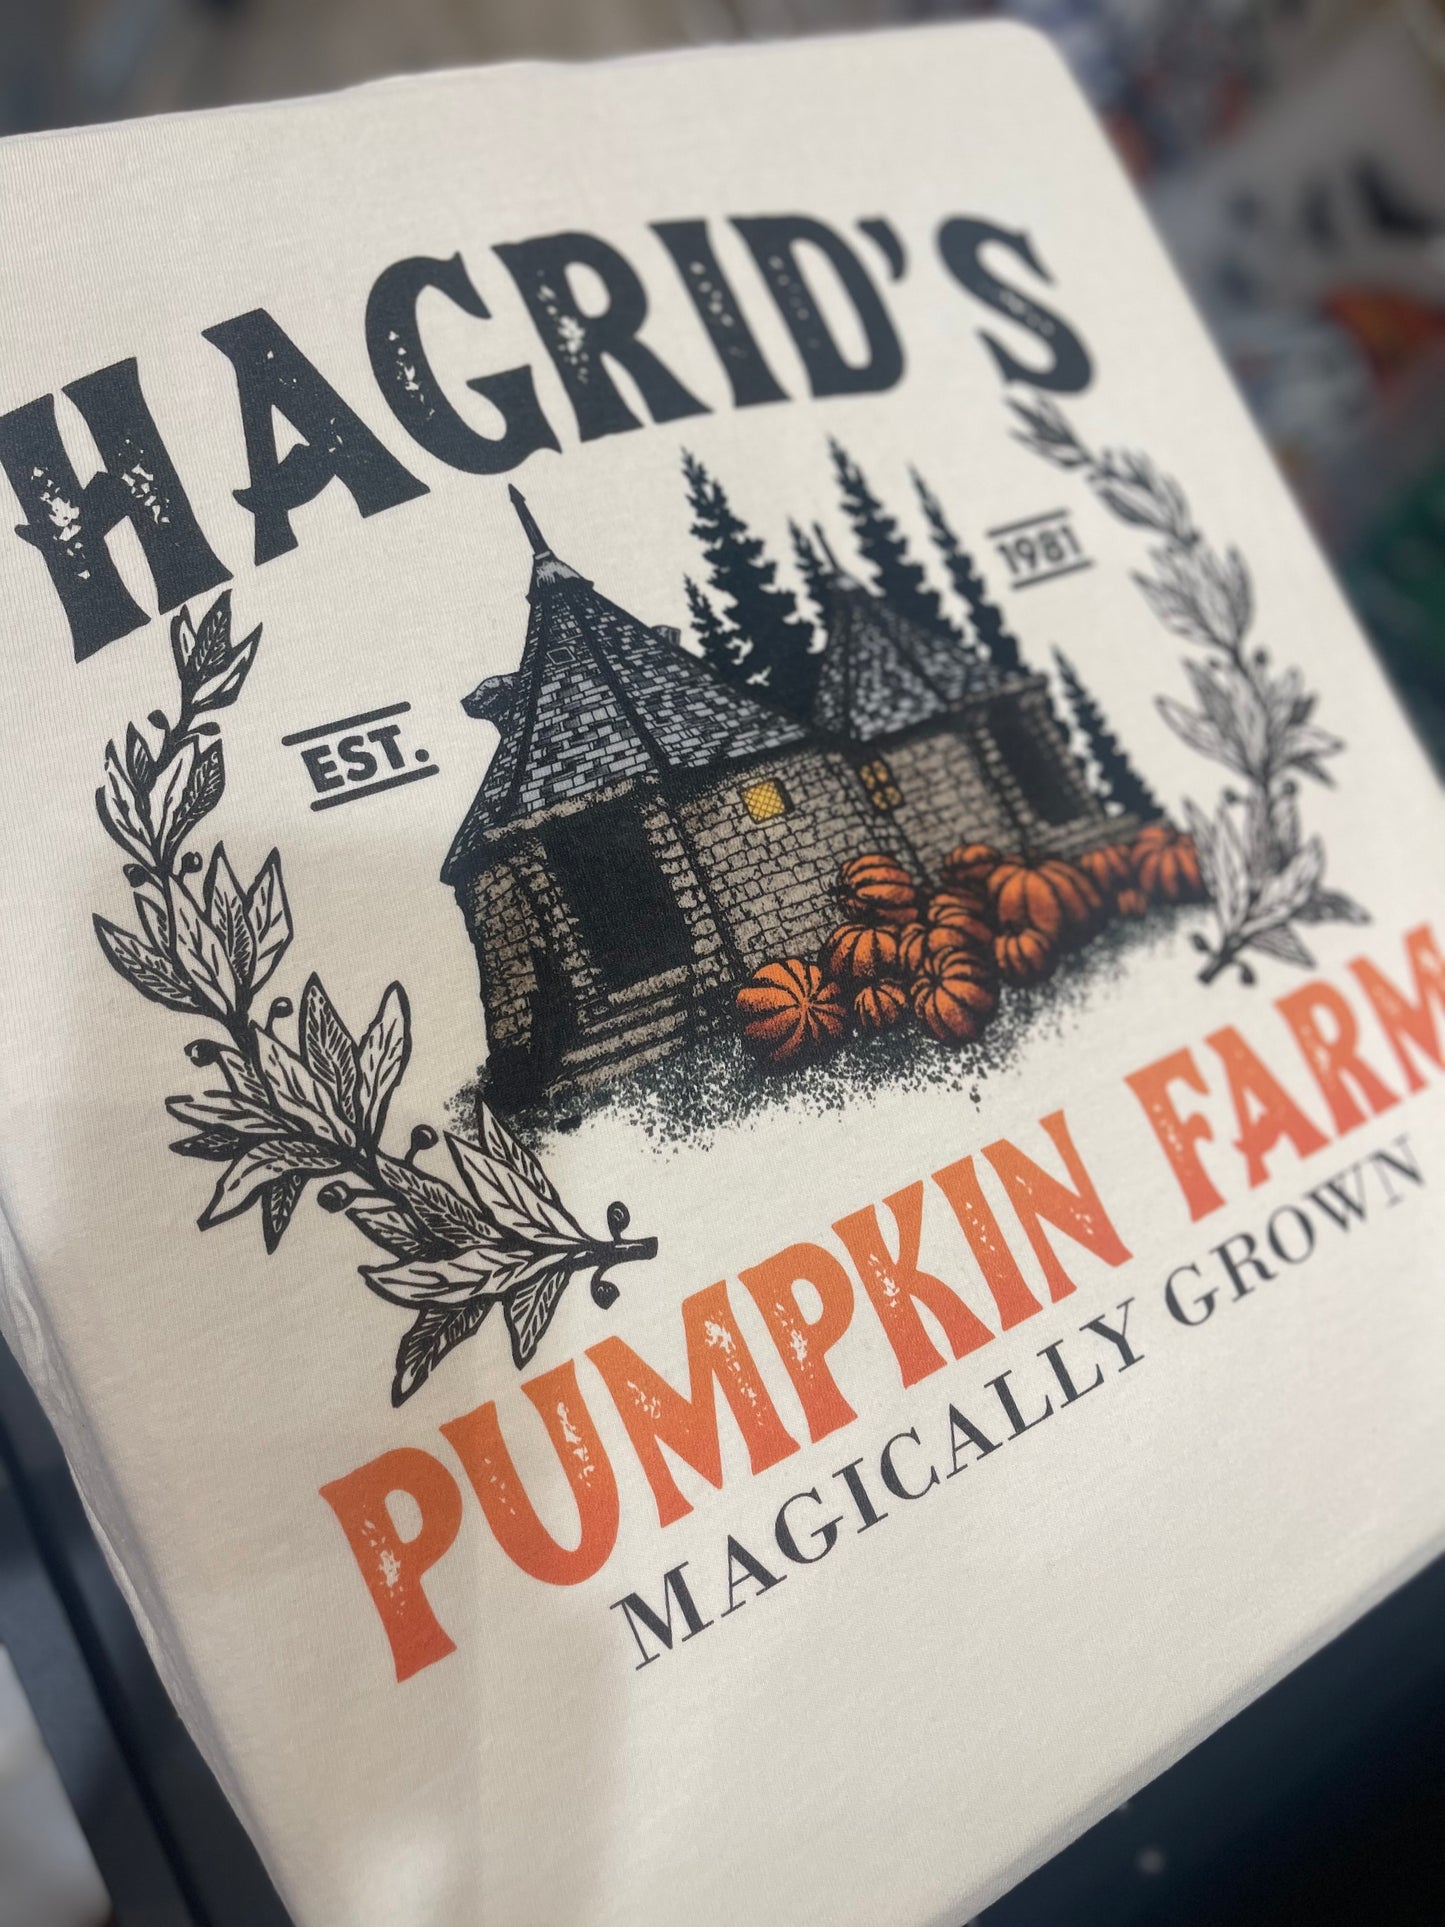 HAGRID'S
EST. 1981
PUMPKIN FARM
MAGICALLY GROWN